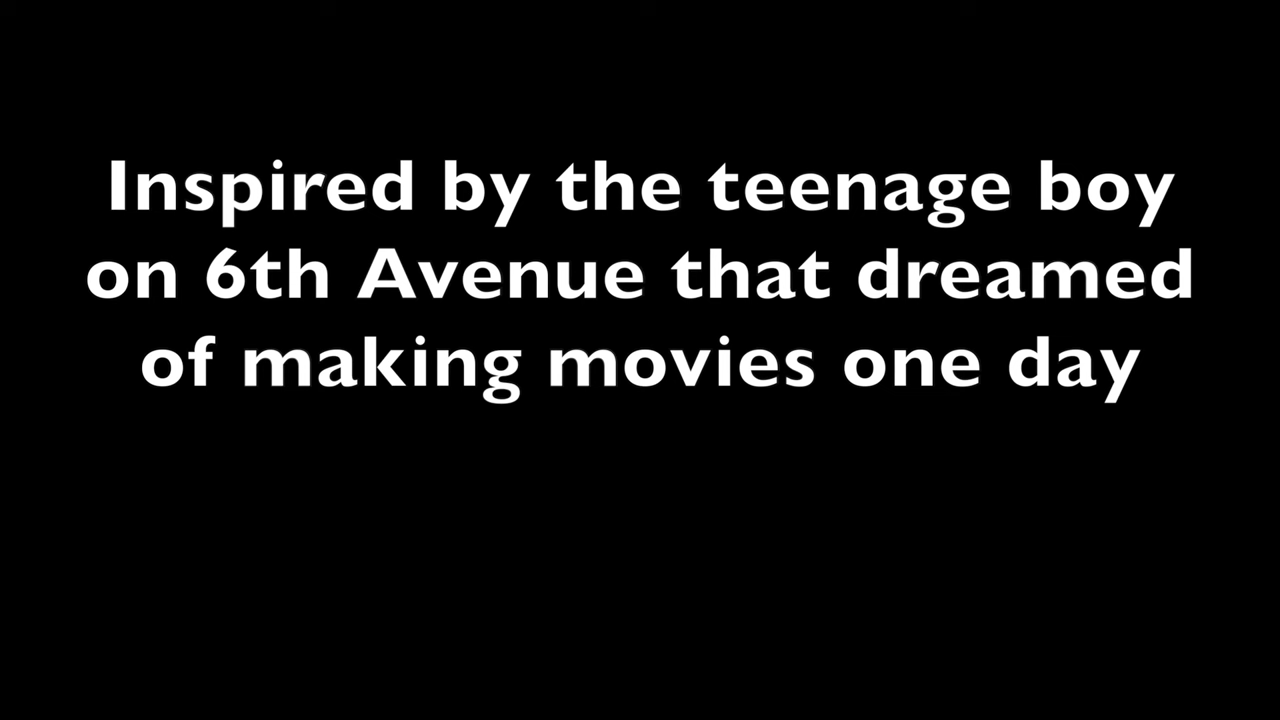 Inspired by the teenage boy
on 6th Avenue that dreamed
of making movies one day